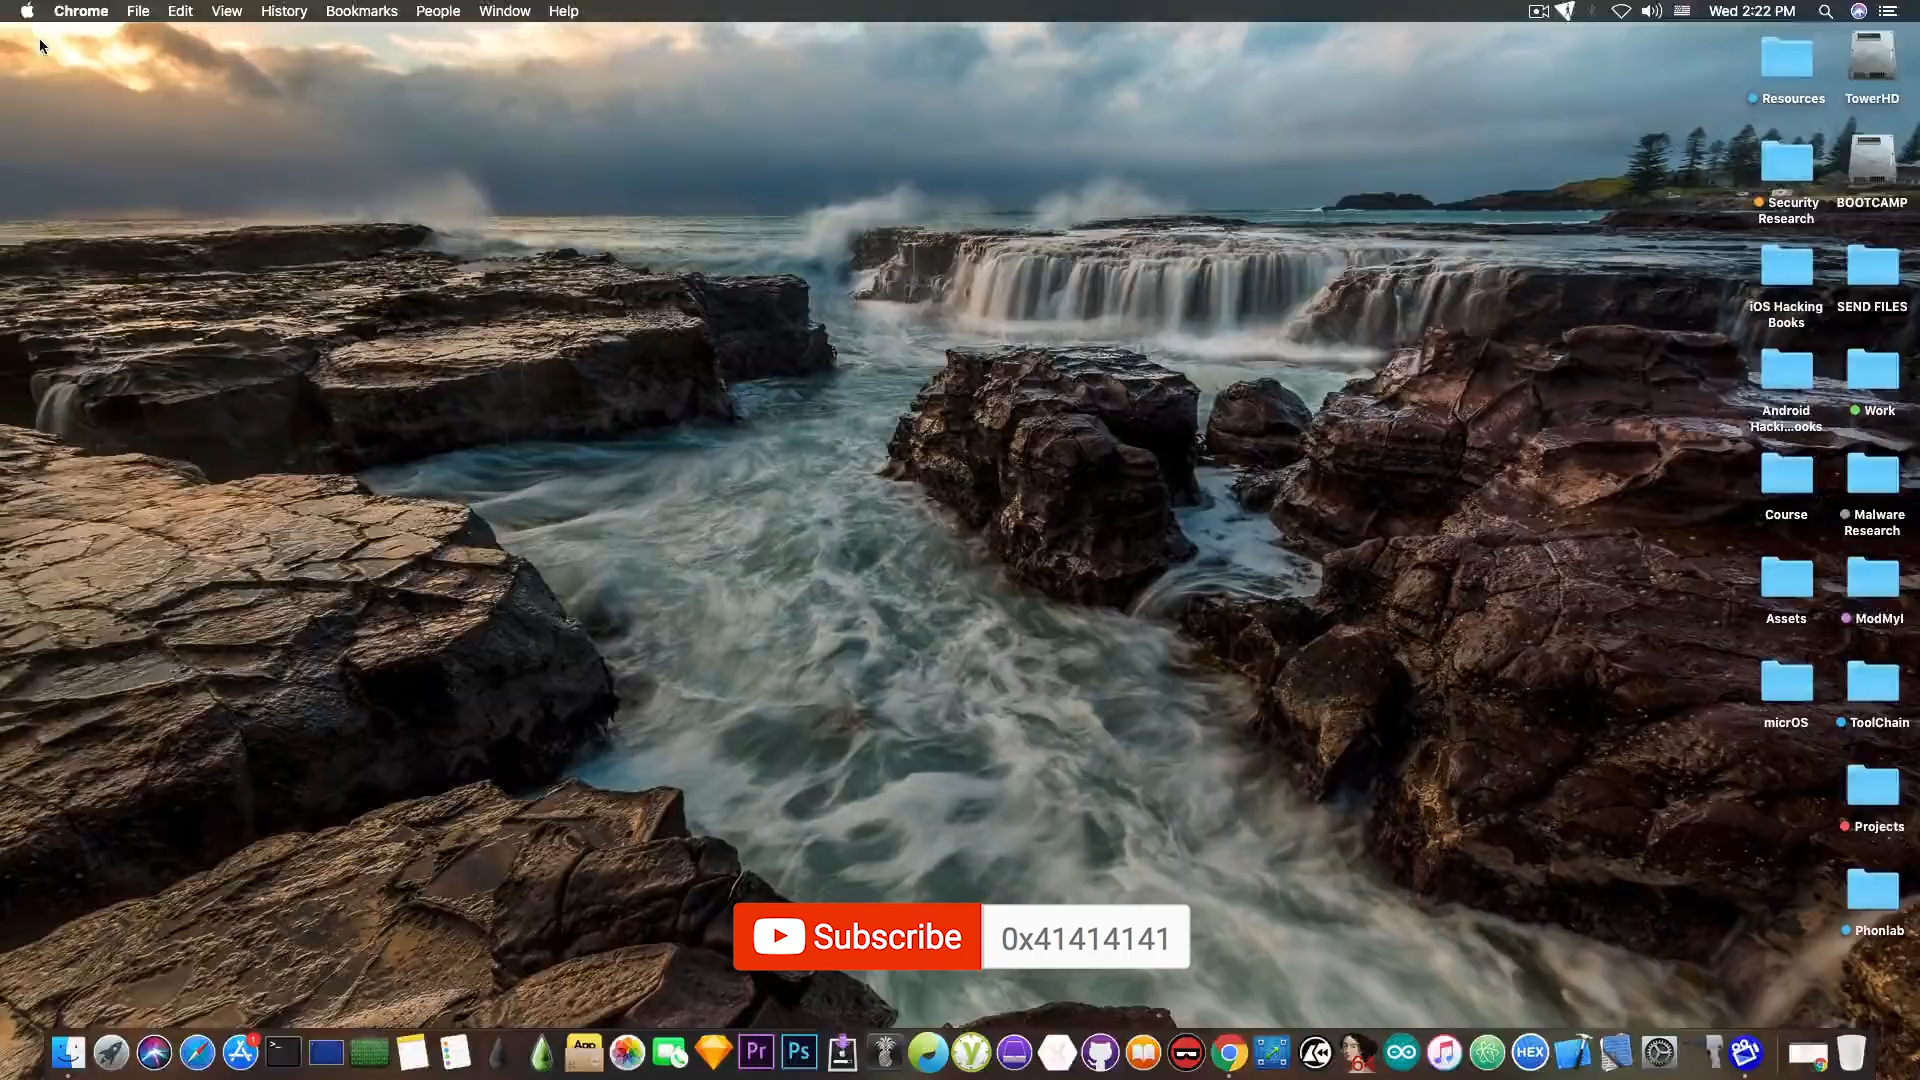 Chrome File Edit View History Bookmarks People Window Help
Wed 2:22 PM
Resources
TowerHD
Security
Research
BOOTCAMP
iOS Hacking
Books
SEND FILES
Android
Hacki...ooks
Work
Course
Malware
Research
Assets
ModMyI
micrOS
ToolChain
Projects
Phonlab
Subscribe 0x41414141
1
>_
App
Pr
Ps
HEX